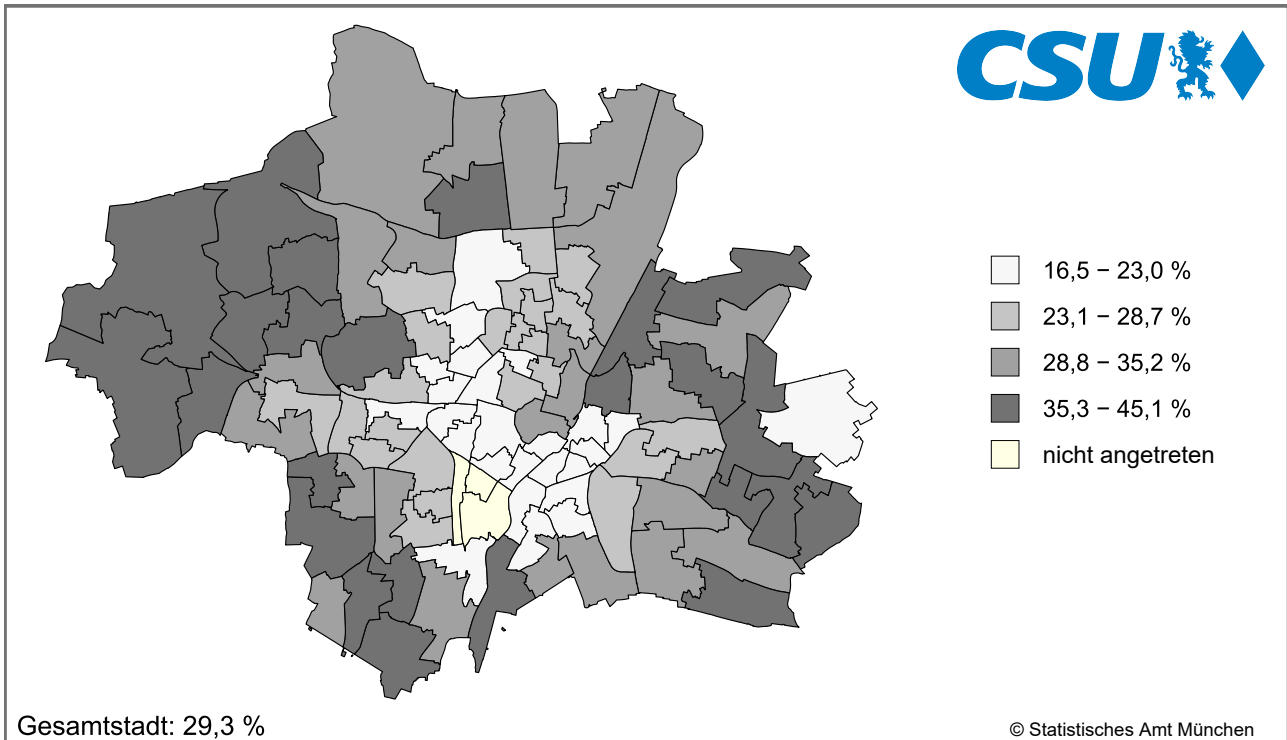 CSU
16,5 – 23,0 %
23,1 – 28,7 %
28,8 – 35,2 %
35,3 – 45,1 %
nicht angetreten
Gesamtstadt: 29,3 %
© Statistisches Amt München